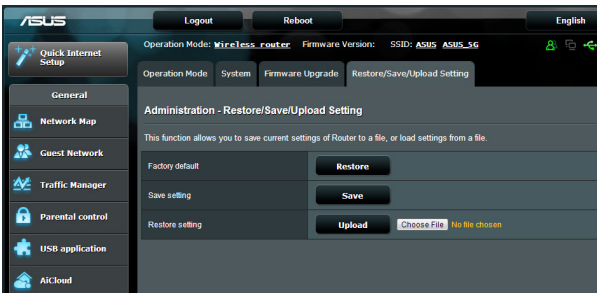 ASUS Logout Reboot English
Quick Internet Setup
Operation Mode: Wireless router Firmware Version: SSID: ASUS ASUS_5G
Operation Mode System Firmware Upgrade Restore/Save/Upload Setting
General
Network Map
Guest Network
Traffic Manager
Parental control
USB application
AiCloud
Administration - Restore/Save/Upload Setting
This function allows you to save current settings of Router to a file, or load settings from a file.
Factory default Restore
Save setting Save
Restore setting Upload Choose File No file chosen